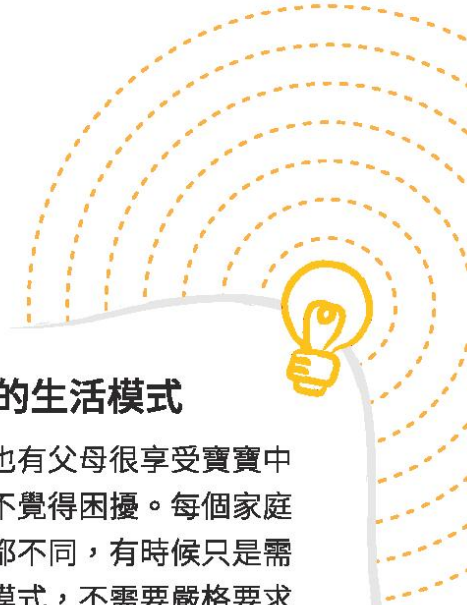 的生活模式
也有父母很享受寶寶中
不覺得困擾。每個家庭
都不同，有時候只是需
模式，不需要嚴格要求